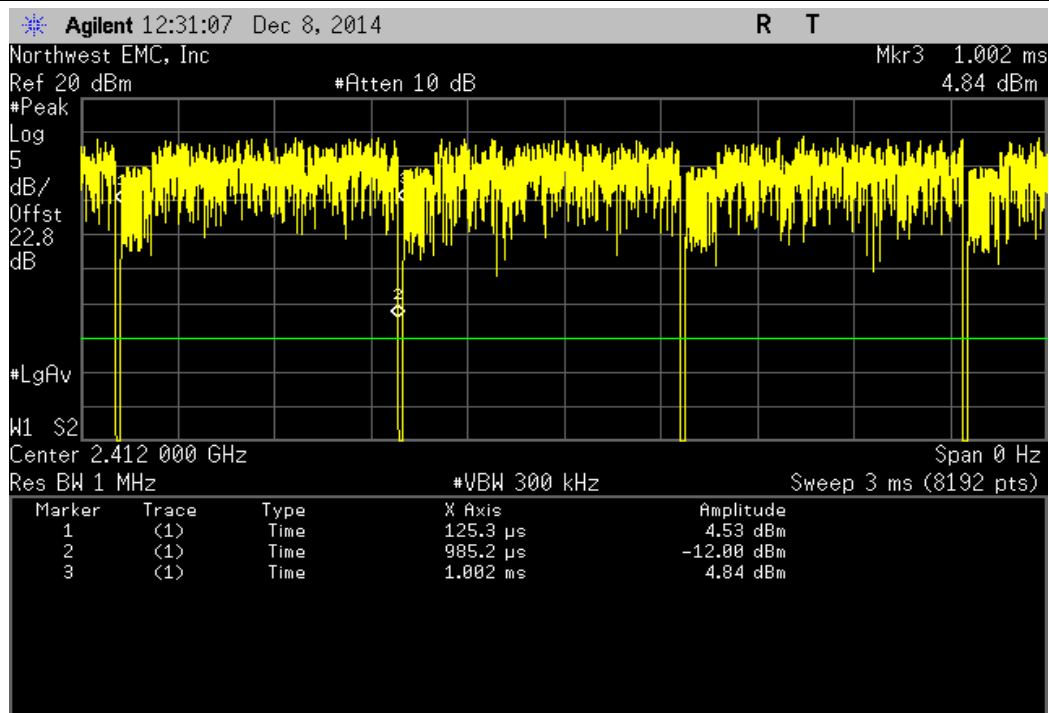 Agilent 12:31:07 Dec 8, 2014 R T
Northwest EMC, Inc Mkr3 1.002 ms
Ref 20 dBm #Atten 10 dB 4.84 dBm
#Peak
Log
5
dB/
Offst
22.8
dB
1
3
2
#LgAv
W1 S2
Center 2.412 000 GHz Span 0 Hz
Res BW 1 MHz #VBW 300 kHz Sweep 3 ms (8192 pts)
Marker Trace Type X Axis Amplitude
1 (1) Time 125.3 µs 4.53 dBm
2 (1) Time 985.2 µs -12.00 dBm
3 (1) Time 1.002 ms 4.84 dBm